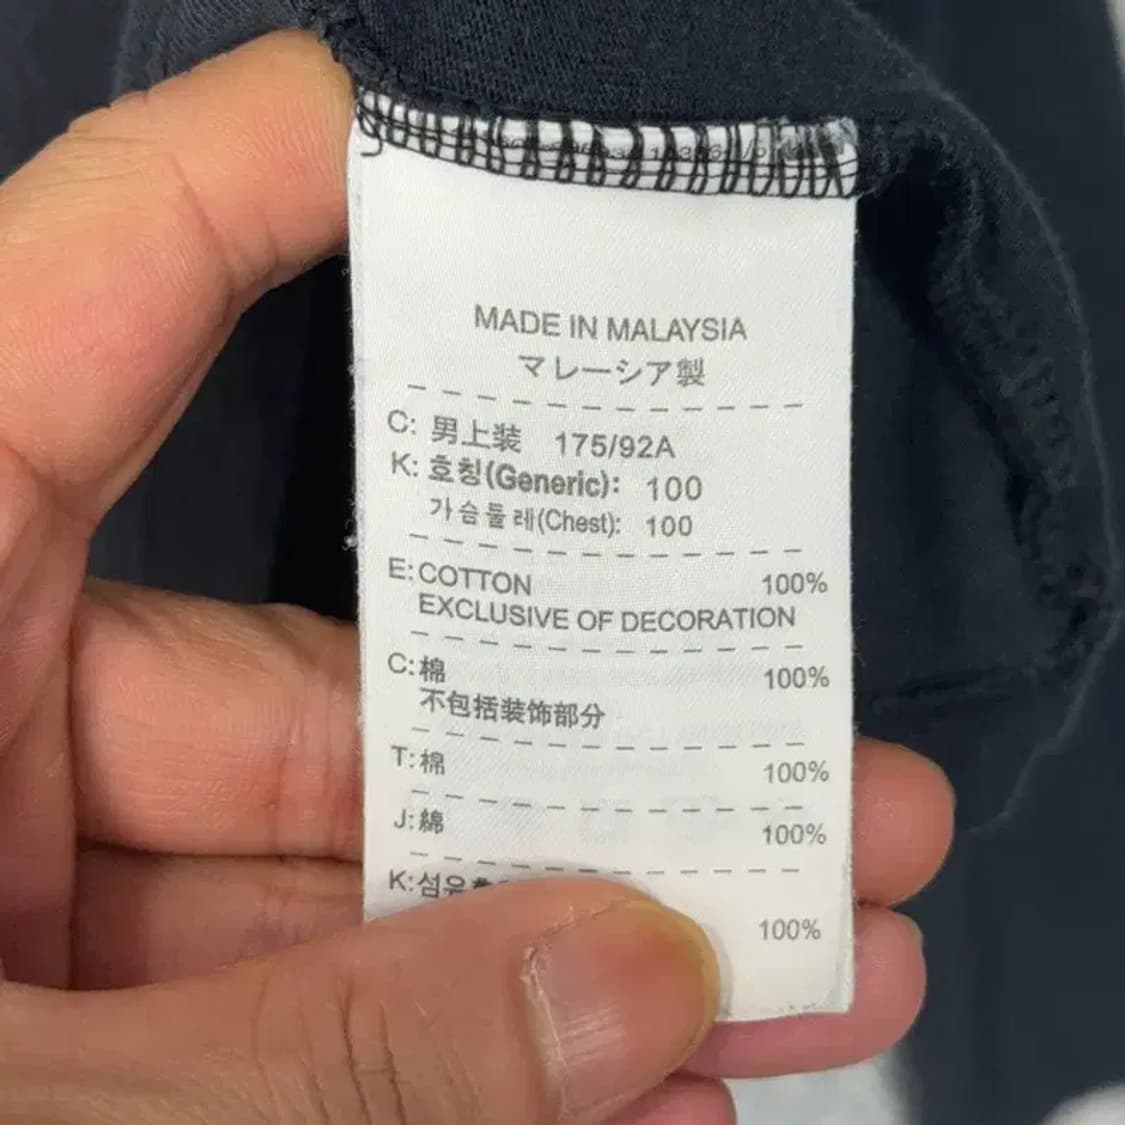 MADE IN MALAYSIA
マレーシア製
C: 男上装 175/92A
K: 호칭(Generic): 100
가슴둘레(Chest): 100
E: COTTON 100%
EXCLUSIVE OF DECORATION
C: 棉 100%
不包括装饰部分
T: 棉 100%
J: 綿 100%
K: 섬유
100%